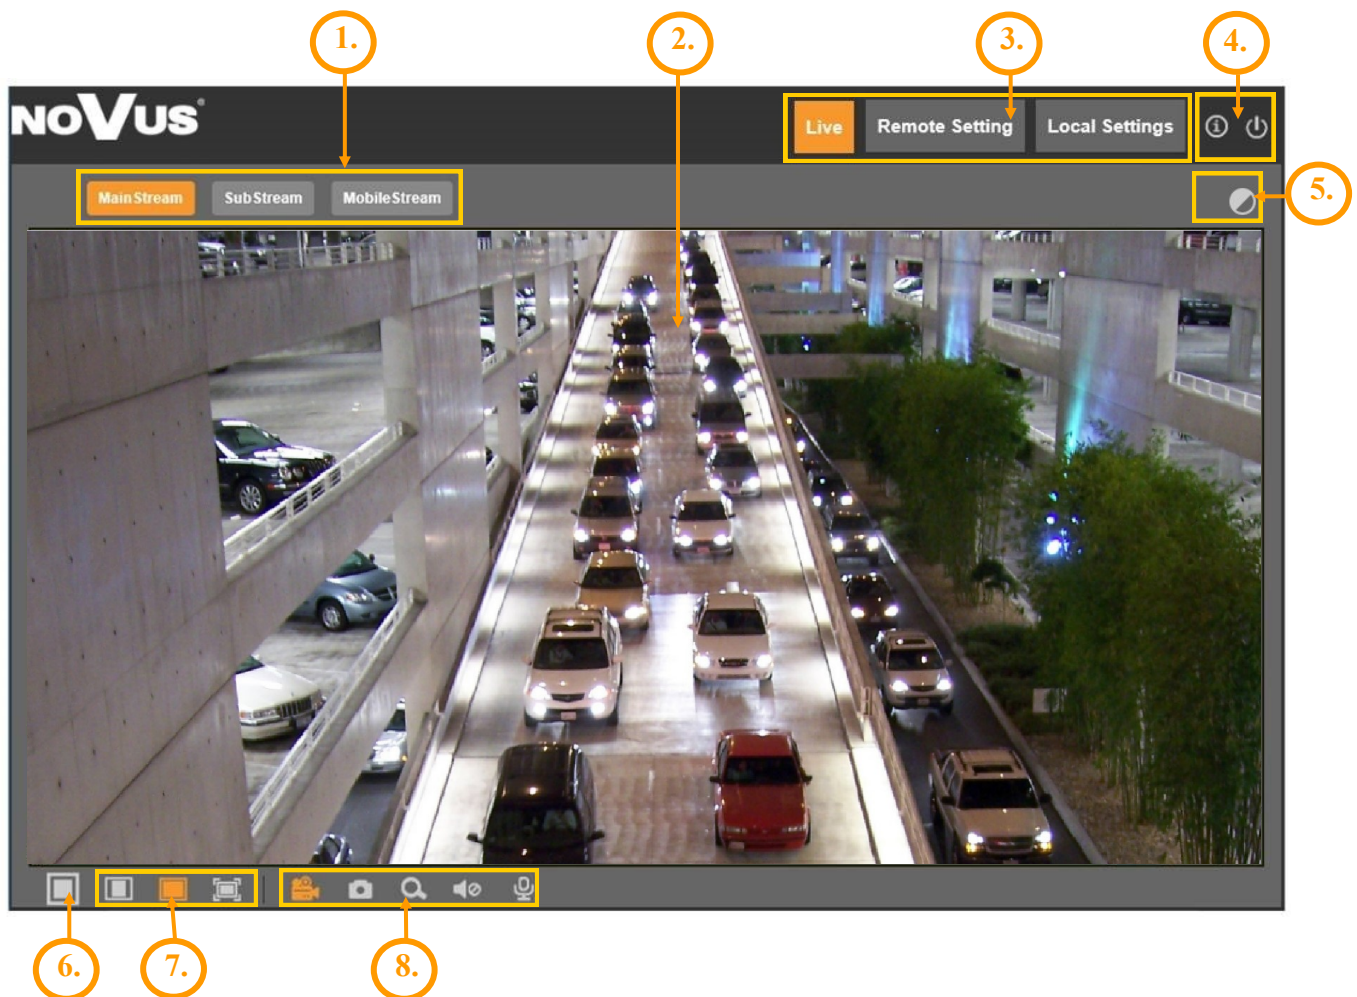 1.
2.
3.
4.
NOVUS®
Live
Remote Setting
Local Settings
Main Stream
Sub Stream
Mobile Stream
5.
6.
7.
8.